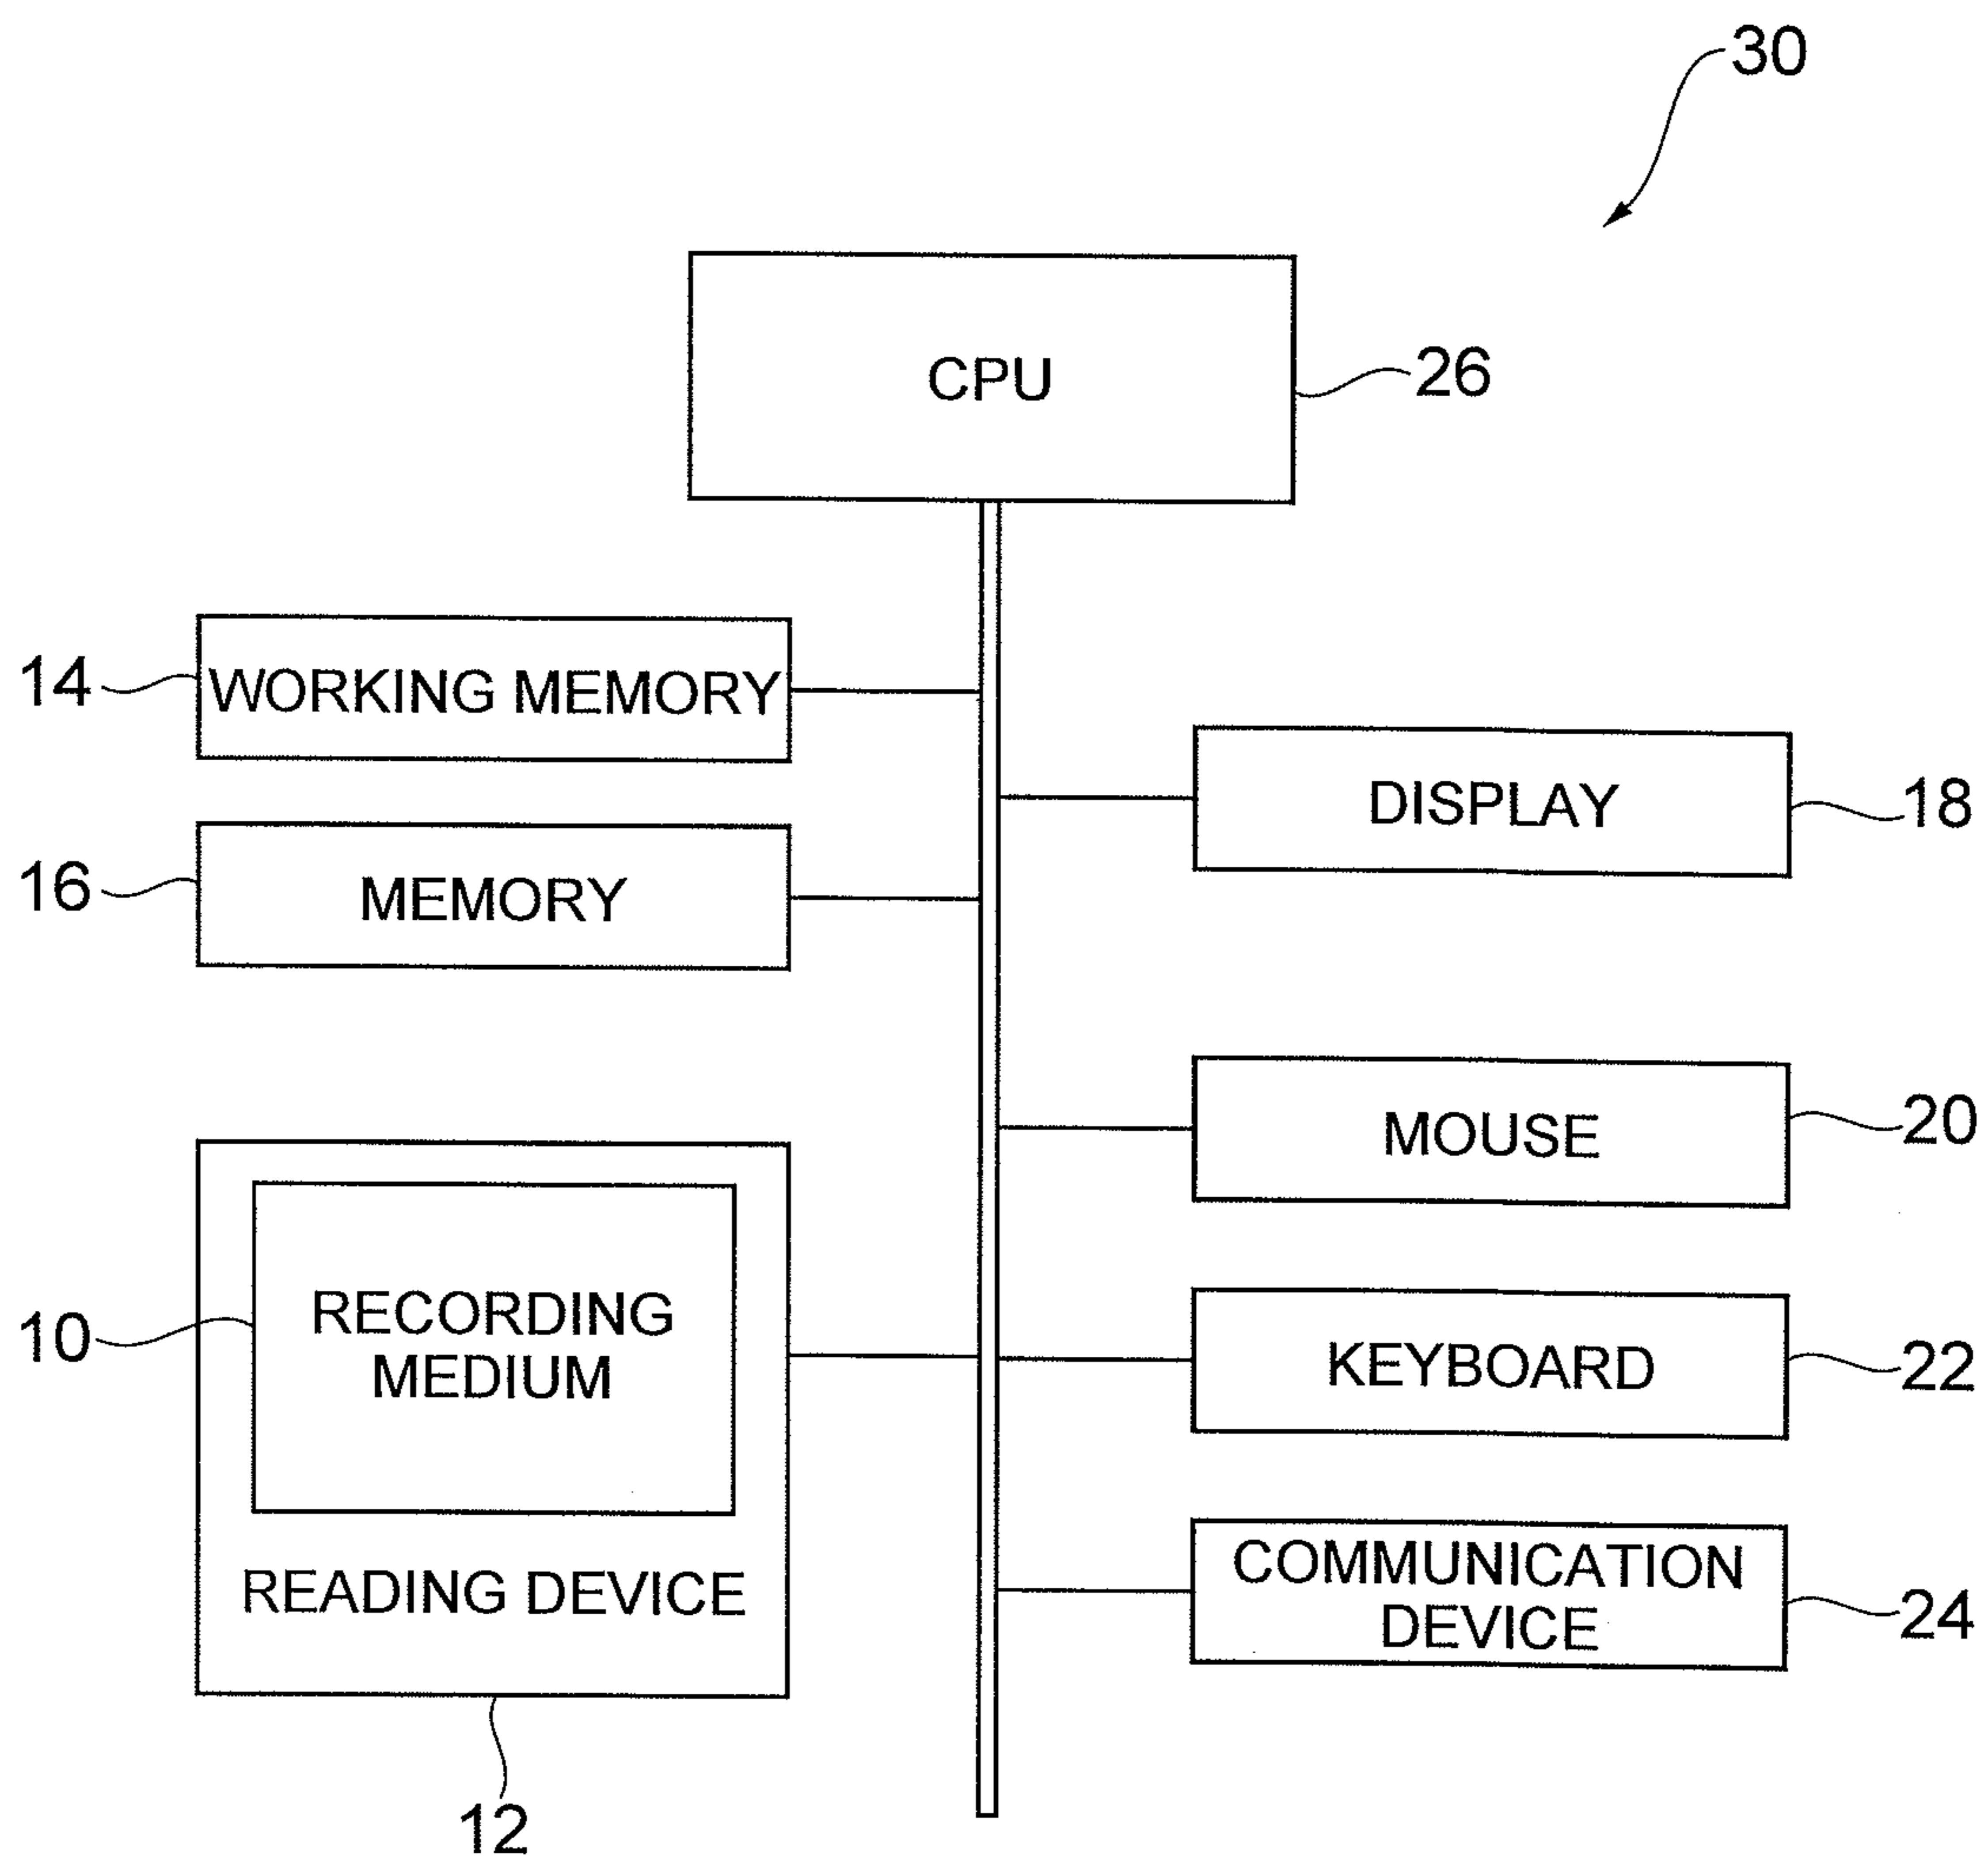 30
CPU
26
14
WORKING MEMORY
DISPLAY
18
16
MEMORY
MOUSE
20
10
RECORDING
MEDIUM
KEYBOARD
22
READING DEVICE
COMMUNICATION
DEVICE
24
12